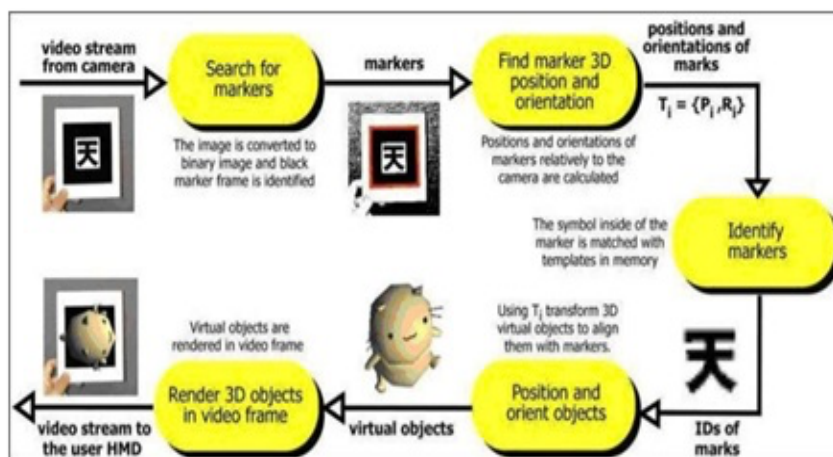 video stream
from camera
天
Search for
markers
The image is converted to
binary image and black
marker frame is identified
markers
天
Find marker 3D
position and
orientation
Positions and orientations of
markers relatively to the
camera are calculated
positions and
orientations of
marks
Ti = {Pi ,Ri}
The symbol inside of the
marker is matched with
templates in memory
Identify
markers
天
IDs of
marks
Using Ti transform 3D
virtual objects to align
them with markers.
Position and
orient objects
virtual objects
Virtual objects are
rendered in video frame
Render 3D objects
in video frame
video stream to
the user HMD